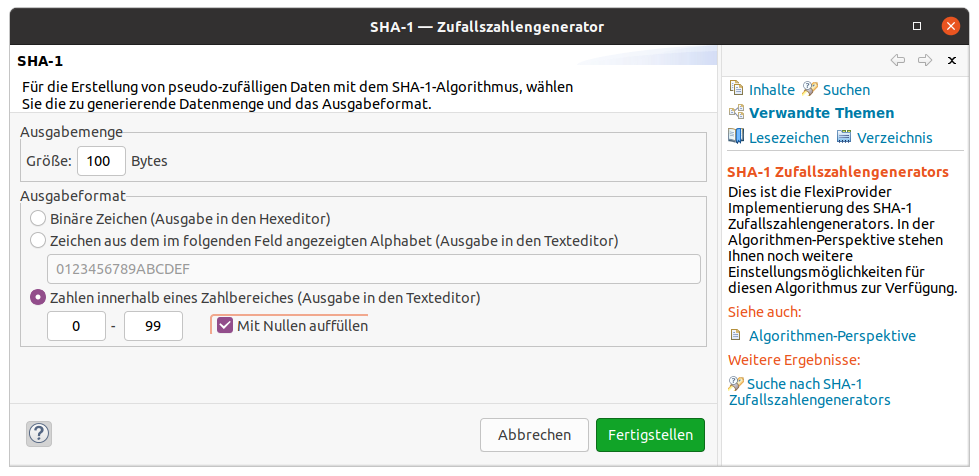 SHA-1 — Zufallszahlengenerator
SHA-1
Für die Erstellung von pseudo-zufälligen Daten mit dem SHA-1-Algorithmus, wählen
Sie die zu generierende Datenmenge und das Ausgabeformat.
Ausgabemenge
Größe: 100 Bytes
Ausgabeformat
Binäre Zeichen (Ausgabe in den Hexeditor)
Zeichen aus dem im folgenden Feld angezeigten Alphabet (Ausgabe in den Texteditor)
0123456789ABCDEF
Zahlen innerhalb eines Zahlbereiches (Ausgabe in den Texteditor)
0 - 99 Mit Nullen auffüllen
Abbrechen Fertigstellen
Inhalte Suchen
Verwandte Themen
Lesezeichen Verzeichnis
SHA-1 Zufallszahlengenerators
Dies ist die FlexiProvider
Implementierung des SHA-1
Zufallszahlengenerators. In der
Algorithmen-Perspektive stehen
Ihnen noch weitere
Einstellungsmöglichkeiten für
diesen Algorithmus zur Verfügung.
Siehe auch:
Algorithmen-Perspektive
Weitere Ergebnisse:
Suche nach SHA-1
Zufallszahlengenerators